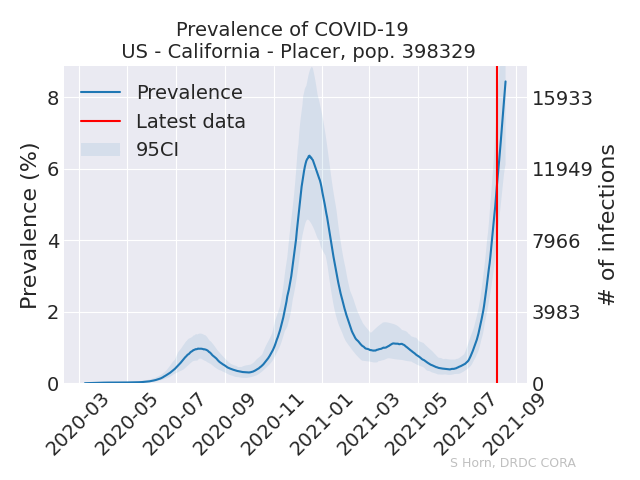 Prevalence of COVID-19
US - California - Placer, pop. 398329
Prevalence
Latest data
95CI
Prevalence (%)
8
6
4
2
0
15933
11949
7966
3983
0
# of infections
2020-03
2020-05
2020-07
2020-09
2020-11
2021-01
2021-03
2021-05
2021-07
2021-09
S Horn, DRDC CORA